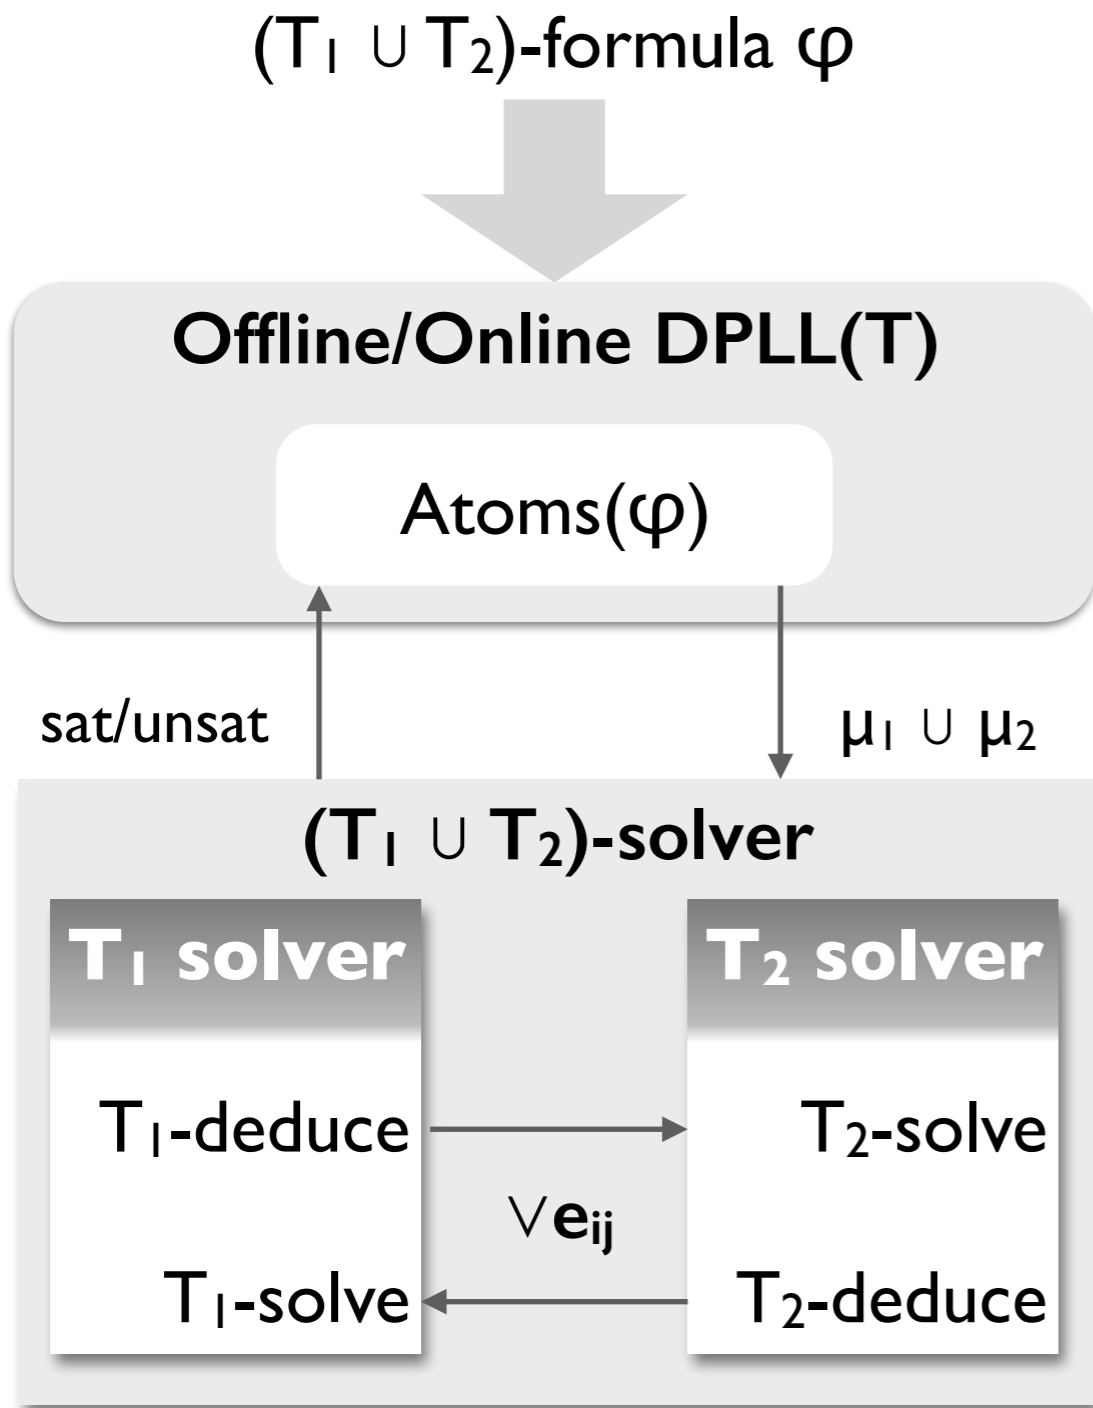 (T₁ ∪ T₂)-formula φ
Offline/Online DPLL(T)
Atoms(φ)
sat/unsat
μ₁ ∪ μ₂
(T₁ ∪ T₂)-solver
T₁ solver
T₂ solver
T₁-deduce
T₂-solve
∨eᵢⱼ
T₁-solve
T₂-deduce